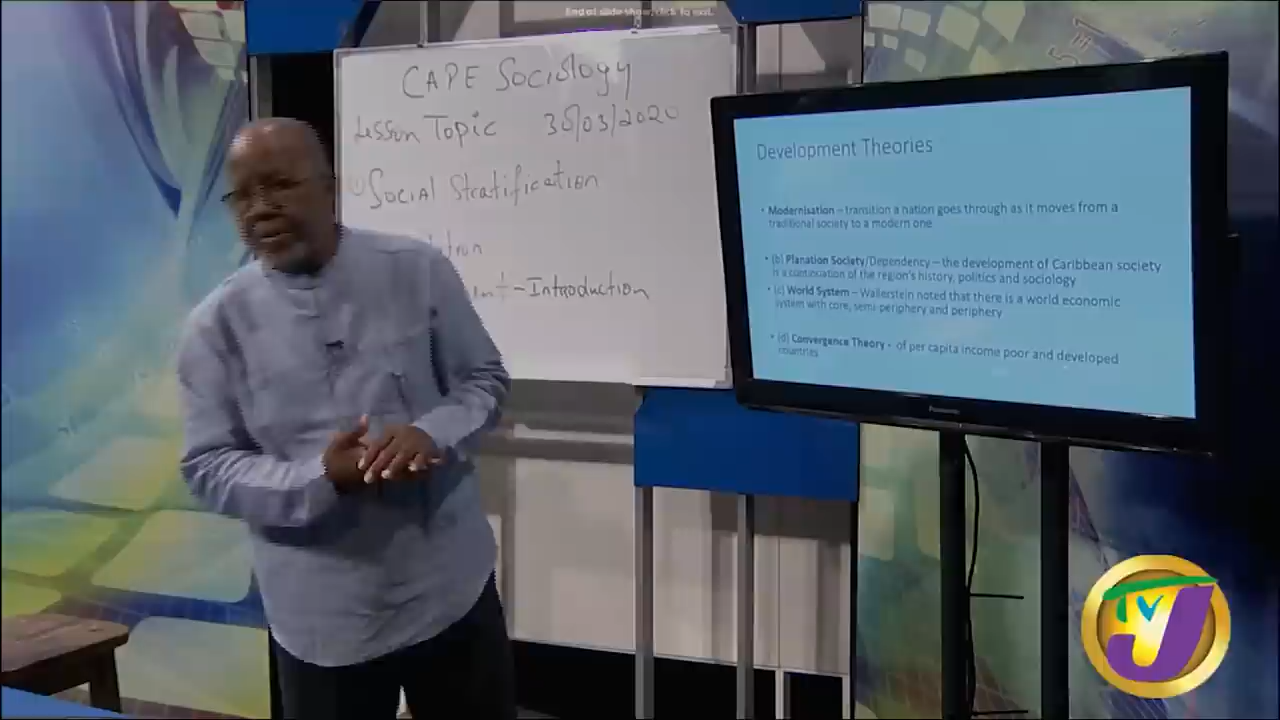 End of slide show, click to exit.
CAPE Sociology
Lesson Topic 30/03/2020
Social Stratification
-Introduction
Development Theories
• Modernisation – transition a nation goes through as it moves from a
traditional society to a modern one
• (b) Planation Society/Dependency – the development of Caribbean society
is a continuation of the region's history, politics and sociology
• (c) World System – Wallerstein noted that there is a world economic
system with core, semi-periphery and periphery
• (d) Convergence Theory - of per capita income poor and developed
countries
Panasonic
TVJ